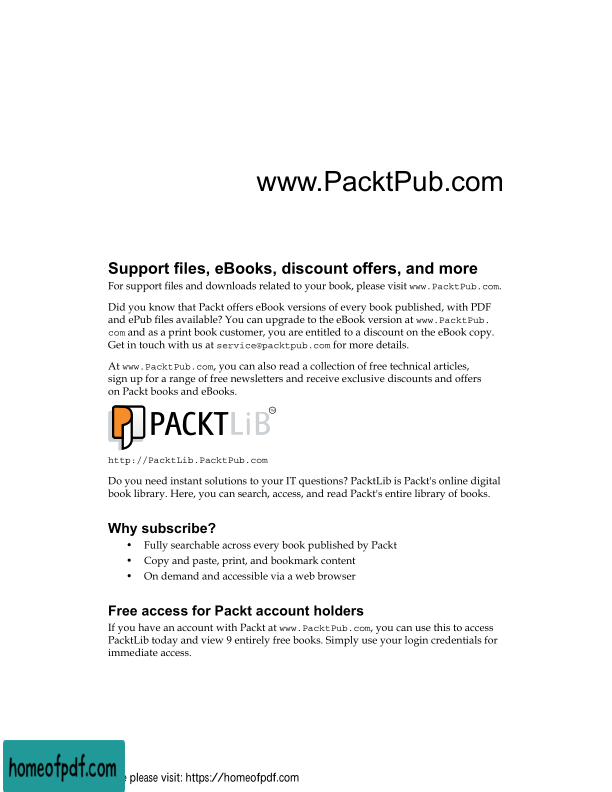 www.PacktPub.com
Support files, eBooks, discount offers, and more
For support files and downloads related to your book, please visit www.PacktPub.com.
Did you know that Packt offers eBook versions of every book published, with PDF
and ePub files available? You can upgrade to the eBook version at www.PacktPub.
com and as a print book customer, you are entitled to a discount on the eBook copy.
Get in touch with us at service@packtpub.com for more details.
At www.PacktPub.com, you can also read a collection of free technical articles,
sign up for a range of free newsletters and receive exclusive discounts and offers
on Packt books and eBooks.
PACKTLiB
http://PacktLib.PacktPub.com
Do you need instant solutions to your IT questions? PacktLib is Packt's online digital
book library. Here, you can search, access, and read Packt's entire library of books.
Why subscribe?
• Fully searchable across every book published by Packt
• Copy and paste, print, and bookmark content
• On demand and accessible via a web browser
Free access for Packt account holders
If you have an account with Packt at www.PacktPub.com, you can use this to access
PacktLib today and view 9 entirely free books. Simply use your login credentials for
immediate access.
homeofpdf.com
please visit: https://homeofpdf.com